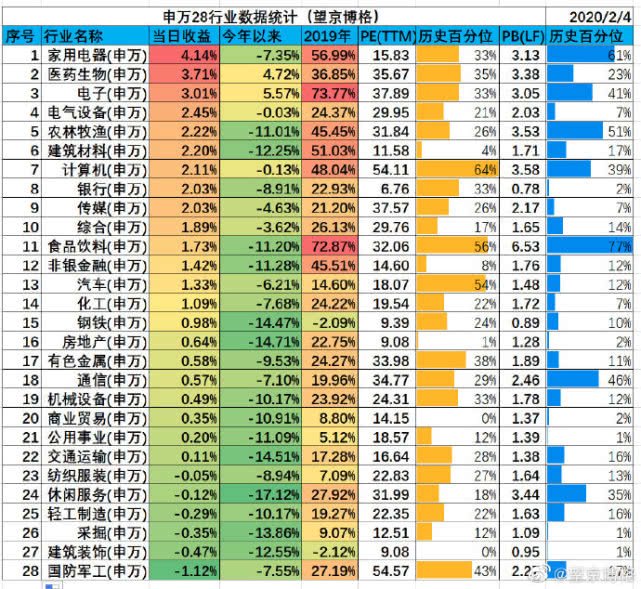 申万28行业数据统计（望京博格） 2020/2/4
序号 行业名称 当日收益 今年以来 2019年 PE(TTM) 历史百分位 PB(LF) 历史百分位
1 家用电器(申万) 4.14% -7.35% 56.99% 15.83 33% 3.13 61%
2 医药生物(申万) 3.71% 4.72% 36.85% 35.67 35% 3.38 23%
3 电子(申万) 3.01% 5.57% 73.77% 37.89 33% 3.05 41%
4 电气设备(申万) 2.45% -0.03% 24.37% 29.95 21% 2.03 7%
5 农林牧渔(申万) 2.22% -11.01% 45.45% 31.84 26% 3.53 51%
6 建筑材料(申万) 2.20% -12.25% 51.03% 11.58 4% 1.71 17%
7 计算机(申万) 2.11% -0.13% 48.04% 54.11 64% 3.58 39%
8 银行(申万) 2.03% -8.91% 22.93% 6.76 33% 0.78 2%
9 传媒(申万) 2.03% -4.63% 21.20% 37.57 26% 2.17 7%
10 综合(申万) 1.89% -3.62% 26.13% 29.76 17% 1.65 14%
11 食品饮料(申万) 1.73% -11.20% 72.87% 32.06 56% 6.53 77%
12 非银金融(申万) 1.42% -11.28% 45.51% 14.60 8% 1.76 12%
13 汽车(申万) 1.33% -6.21% 14.60% 18.07 54% 1.48 12%
14 化工(申万) 1.09% -7.68% 24.22% 19.54 22% 1.72 7%
15 钢铁(申万) 0.98% -14.47% -2.09% 9.39 24% 0.89 10%
16 房地产(申万) 0.64% -14.71% 22.75% 9.08 1% 1.28 2%
17 有色金属(申万) 0.58% -9.53% 24.27% 33.98 38% 1.89 11%
18 通信(申万) 0.57% -7.10% 19.96% 34.77 29% 2.46 46%
19 机械设备(申万) 0.49% -10.17% 23.92% 24.31 33% 1.78 12%
20 商业贸易(申万) 0.35% -10.91% 8.80% 14.15 0% 1.37 2%
21 公用事业(申万) 0.20% -11.09% 5.12% 18.57 12% 1.39 1%
22 交通运输(申万) 0.11% -14.51% 17.28% 16.64 28% 1.38 16%
23 纺织服装(申万) -0.05% -8.94% 7.09% 22.83 27% 1.64 13%
24 休闲服务(申万) -0.12% -17.12% 27.92% 31.99 18% 3.44 35%
25 轻工制造(申万) -0.29% -10.17% 19.27% 22.35 22% 1.63 16%
26 采掘(申万) -0.35% -13.86% 9.07% 12.51 12% 1.09 1%
27 建筑装饰(申万) -0.47% -12.55% -2.12% 9.08 0% 0.95 1%
28 国防军工(申万) -1.12% -7.55% 27.19% 54.57 43%